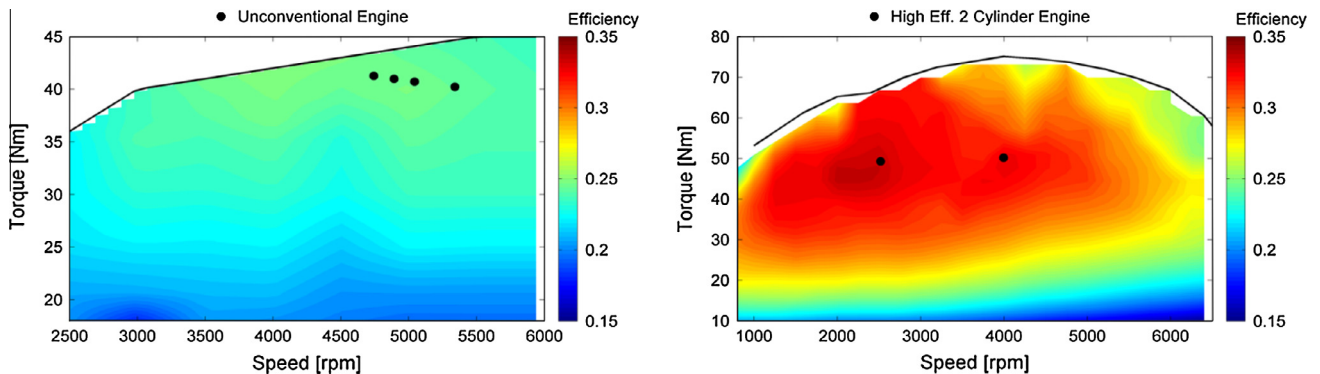 Unconventional Engine
Efficiency
45
40
35
30
25
20
Torque [Nm]
2500 3000 3500 4000 4500 5000 5500 6000
Speed [rpm]
0.35
0.3
0.25
0.2
0.15
High Eff. 2 Cylinder Engine
Efficiency
80
70
60
50
40
30
20
10
Torque [Nm]
1000 2000 3000 4000 5000 6000
Speed [rpm]
0.35
0.3
0.25
0.2
0.15